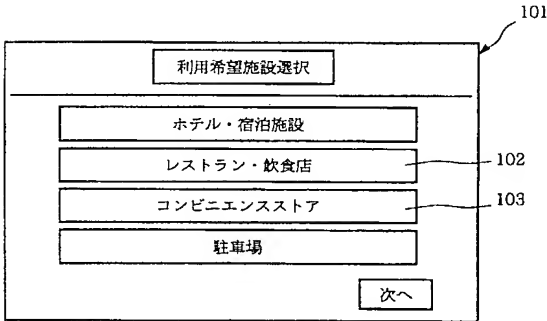 101
利用希望施設選択
ホテル・宿泊施設
レストラン・飲食店
102
コンビニエンスストア
103
駐車場
次へ